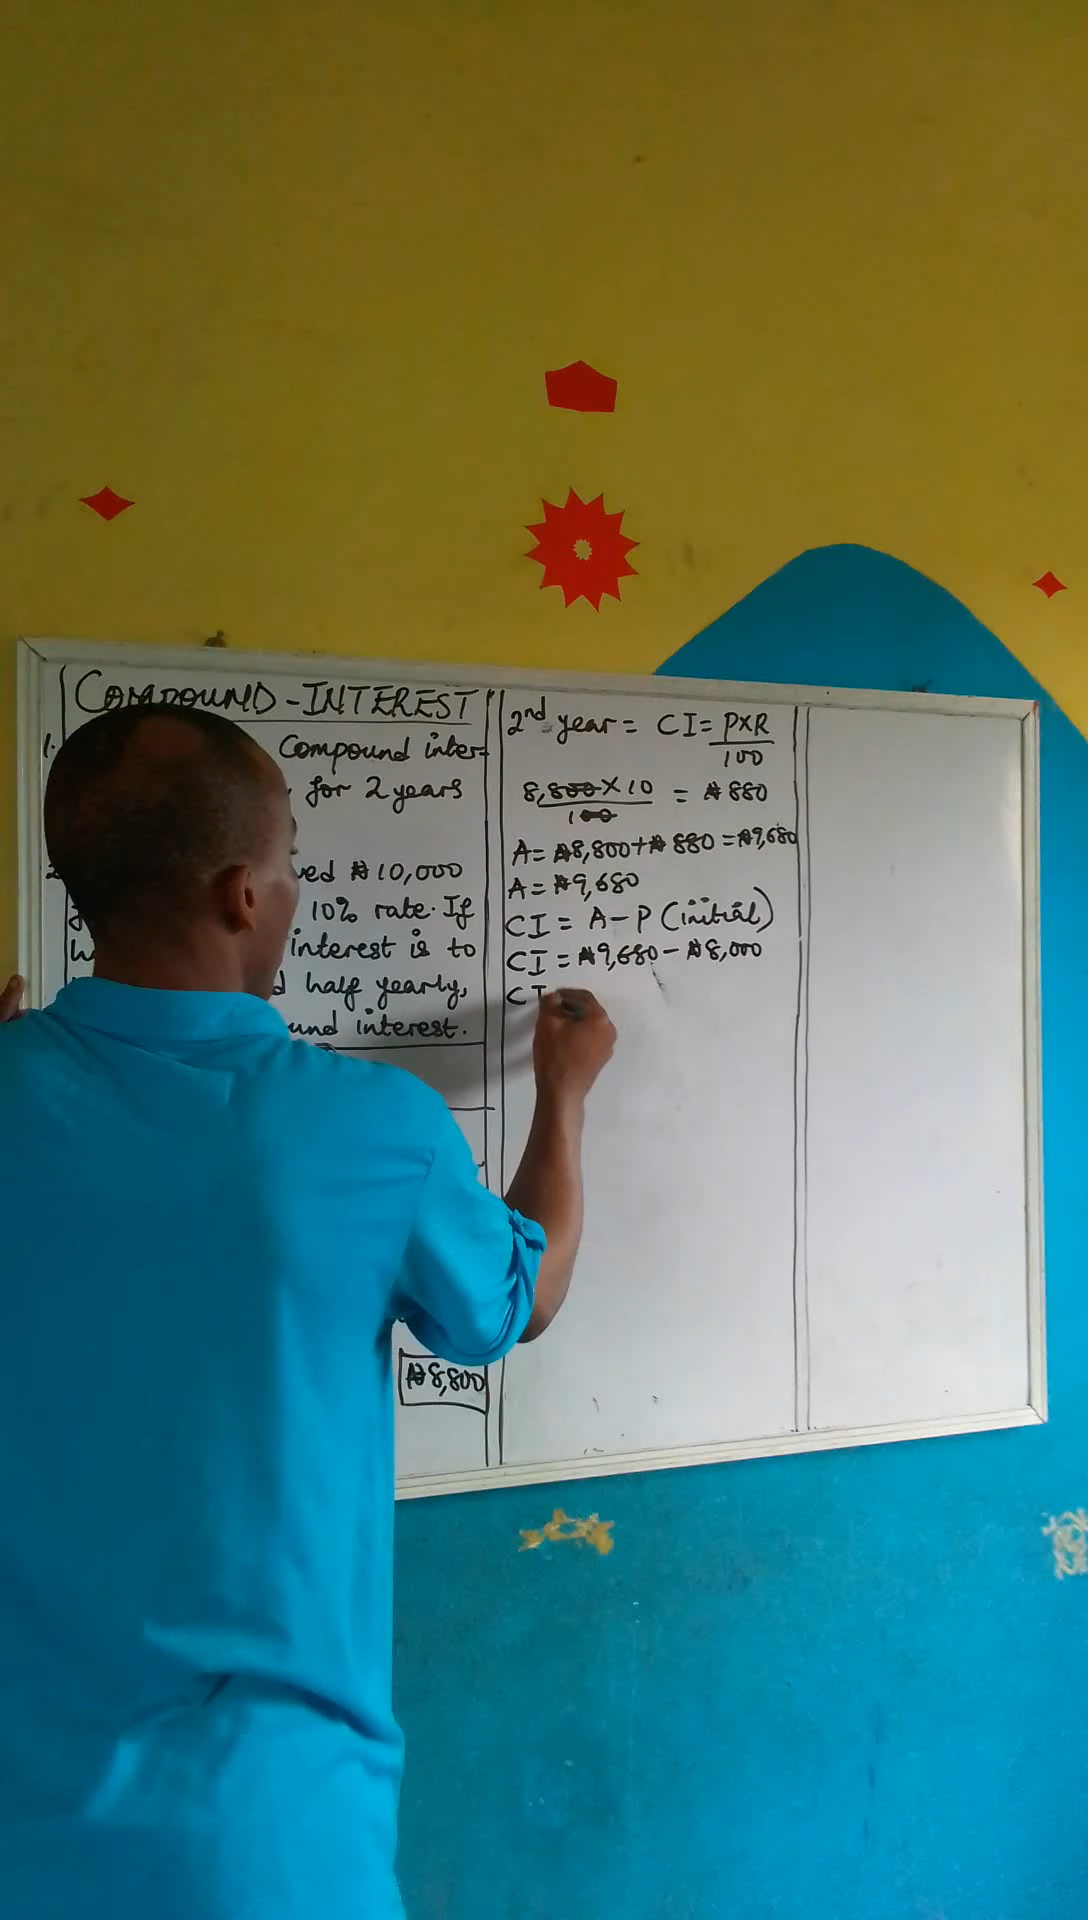 COMPOUND-INTEREST
1. Compound inter-
for 2 years
₦10,000
10% rate. If
interest is to
half yearly,
interest.
₦8,800
2nd year = CI = PXR
100
8,800 × 10 = ₦880
100
A = ₦8,800 + ₦880 = ₦9,680
A = ₦9,680
CI = A - P (initial)
CI = ₦9,680 - ₦8,000
CI